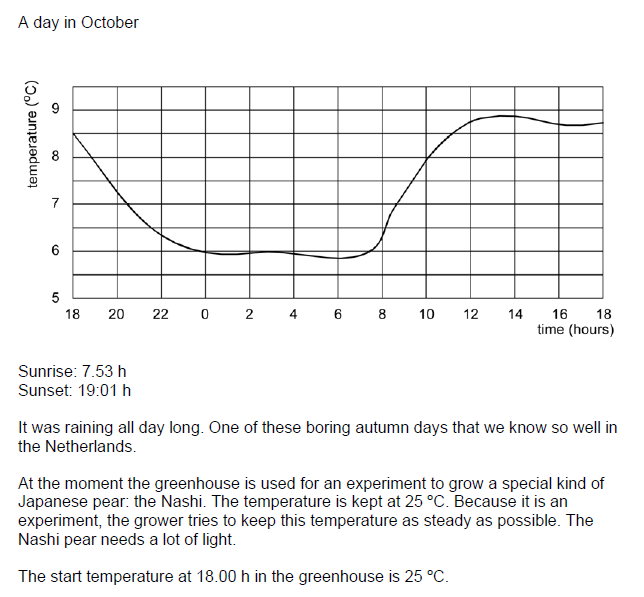 A day in October
temperature (°C)
9
8
7
6
5
18 20 22 0 2 4 6 8 10 12 14 16 18
time (hours)
Sunrise: 7.53 h
Sunset: 19:01 h
It was raining all day long. One of these boring autumn days that we know so well in
the Netherlands.
At the moment the greenhouse is used for an experiment to grow a special kind of
Japanese pear: the Nashi. The temperature is kept at 25 °C. Because it is an
experiment, the grower tries to keep this temperature as steady as possible. The
Nashi pear needs a lot of light.
The start temperature at 18.00 h in the greenhouse is 25 °C.